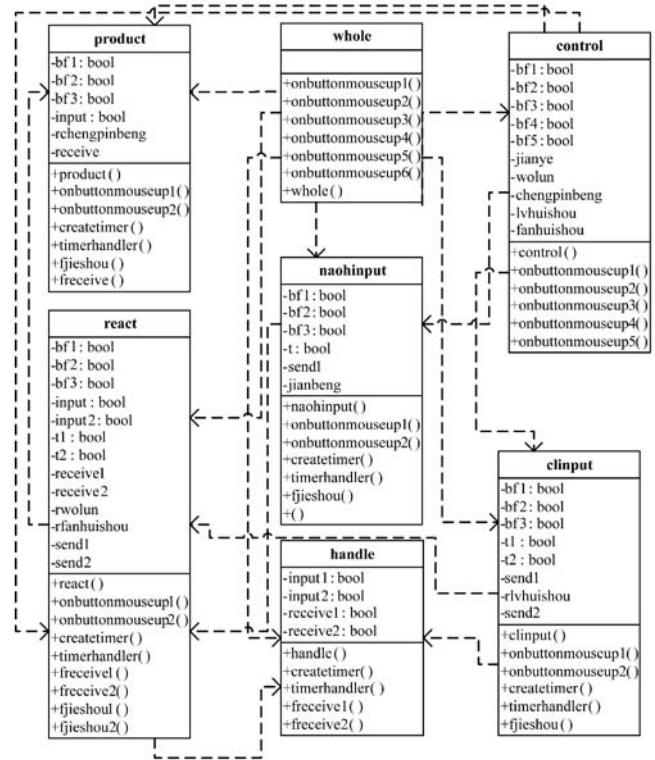 product
-bf1: bool
-bf2: bool
-bf3: bool
-input : bool
-rchengpinbeng
-receive
+product()
+onbuttonmouseup1()
+onbuttonmouseup2()
+createtimer()
+timerhandler()
+fjieshou()
+freceive()
whole
+onbuttonmouseup1()
+onbuttonmouseup2()
+onbuttonmouseup3()
+onbuttonmouseup4()
+onbuttonmouseup5()
+onbuttonmouseup6()
+whole()
control
-bf1: bool
-bf2: bool
-bf3: bool
-bf4: bool
-bf5: bool
-jianye
-wolun
-chengpinbeng
-lvhuishou
-fanhuishou
+control()
+onbuttonmouseup1()
+onbuttonmouseup2()
+onbuttonmouseup3()
+onbuttonmouseup4()
+onbuttonmouseup5()
naohinput
-bf1: bool
-bf2: bool
-bf3: bool
-t: bool
-send1
-jianbeng
+naohinput()
+onbuttonmouseup1()
+onbuttonmouseup2()
+createtimer()
+timerhandler()
+fjieshou()
+()
react
-bf1: bool
-bf2: bool
-bf3: bool
-input : bool
-input2: bool
-t1: bool
-t2: bool
-receive1
-receive2
-rwolun
-rfanhuishou
-send1
-send2
+react()
+onbuttonmouseup1()
+onbuttonmouseup2()
+createtimer()
+timerhandler()
+freceive1()
+freceive2()
+fjieshou1()
+fjieshou2()
handle
-input1: bool
-input2: bool
-receive1: bool
-receive2: bool
+handle()
+createtimer()
+timerhandler()
+freceive1()
+freceive2()
clinput
-bf1: bool
-bf2: bool
-bf3: bool
-t1: bool
-t2: bool
-send1
-rlvhuishou
-send2
+clinput()
+onbuttonmouseup1()
+onbuttonmouseup2()
+createtimer()
+timerhandler()
+fjieshou()